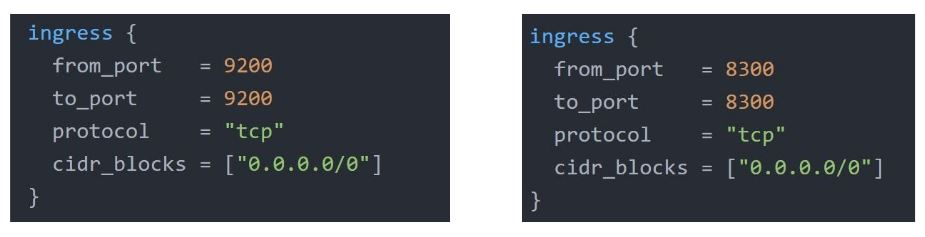 ingress {
from_port = 9200
to_port = 9200
protocol = "tcp"
cidr_blocks = ["0.0.0.0/0"]
}
ingress {
from_port = 8300
to_port = 8300
protocol = "tcp"
cidr_blocks = ["0.0.0.0/0"]
}